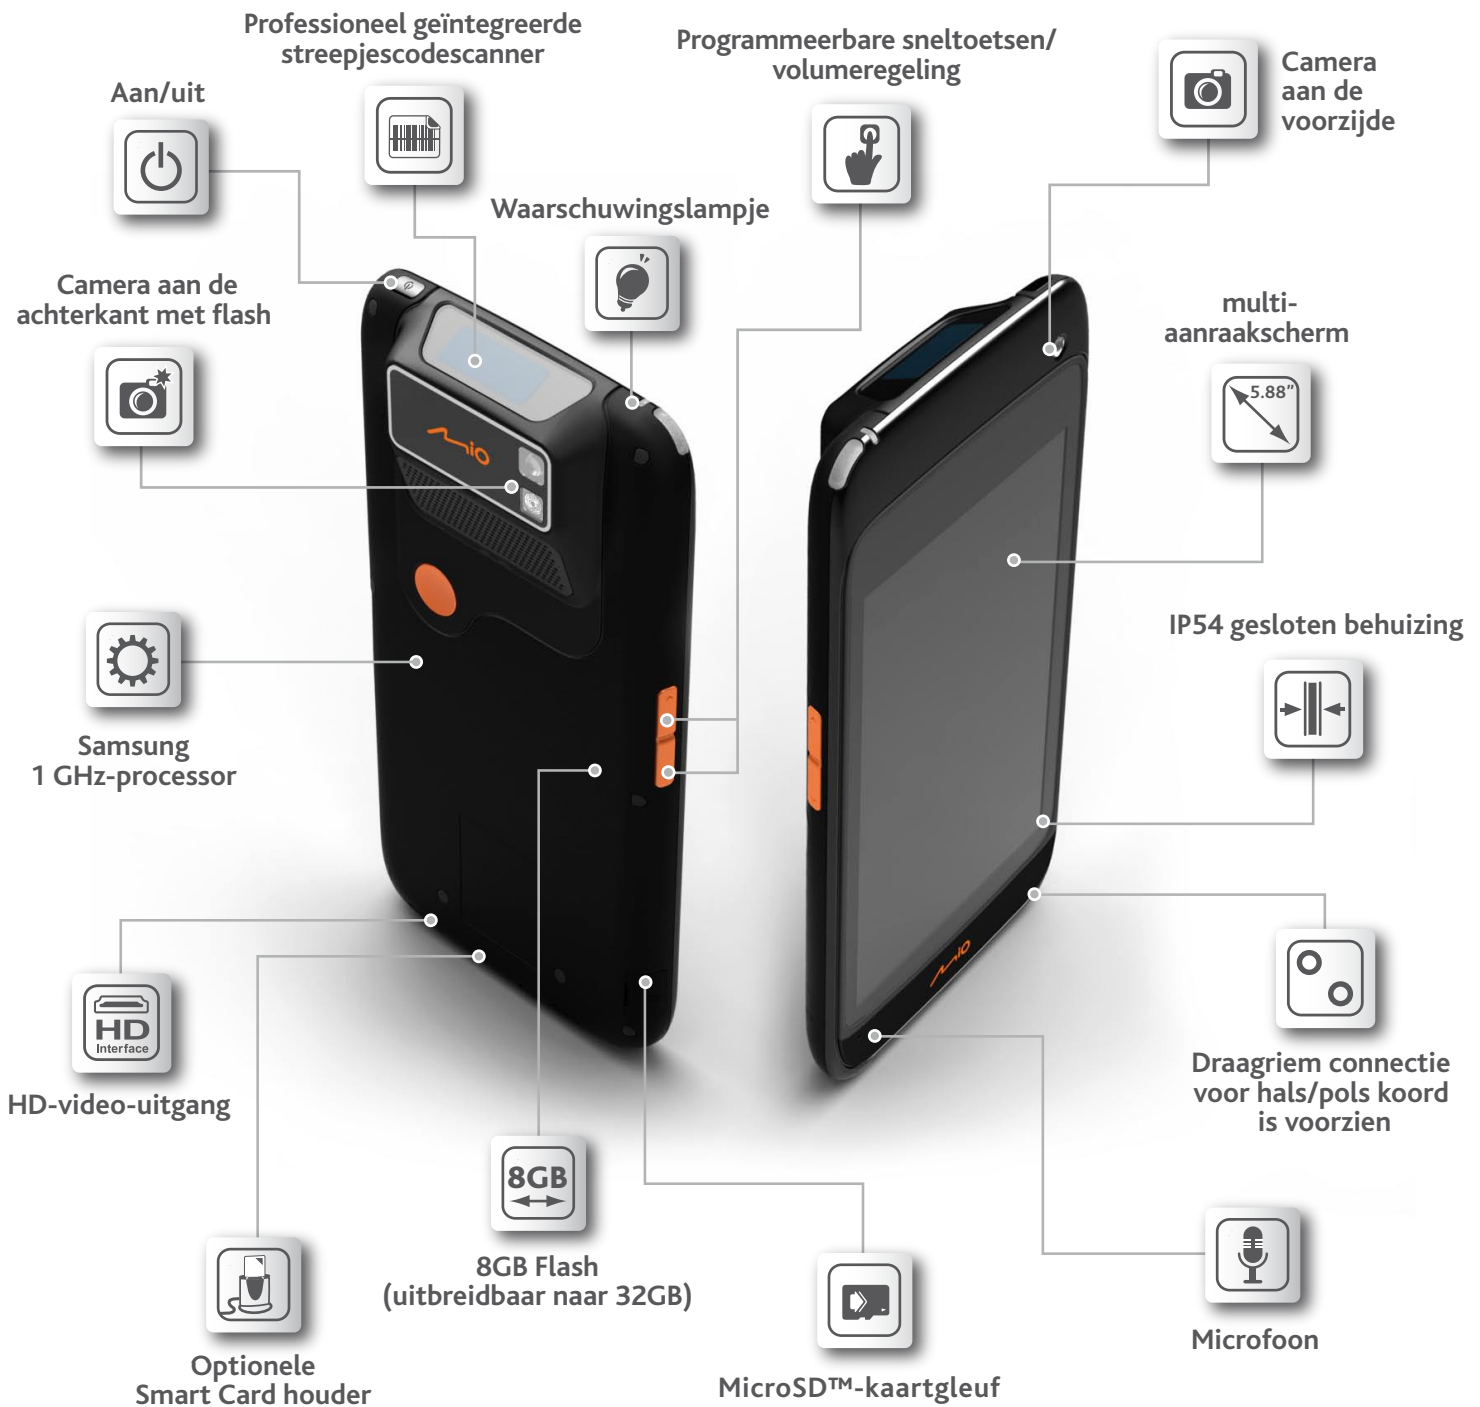 Professioneel geïntegreerde
streepjescodescanner
Programmeerbare sneltoetsen/
volumeregeling
Camera
aan de
voorzijde
Aan/uit
Waarschuwingslampje
Camera aan de
achterkant met flash
multi-
aanraakscherm
5.88"
mio
IP54 gesloten behuizing
Samsung
1 GHz-processor
mio
HD
Interface
HD-video-uitgang
Draagriem connectie
voor hals/pols koord
is voorzien
8GB
8GB Flash
(uitbreidbaar naar 32GB)
Optionele
Smart Card houder
MicroSD™-kaartgleuf
Microfoon